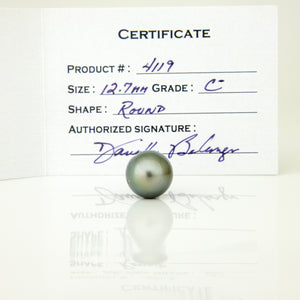 CERTIFICATE
PRODUCT #: 4119
SIZE: 12.7MM GRADE: C-
SHAPE: ROUND
AUTHORIZED SIGNATURE: